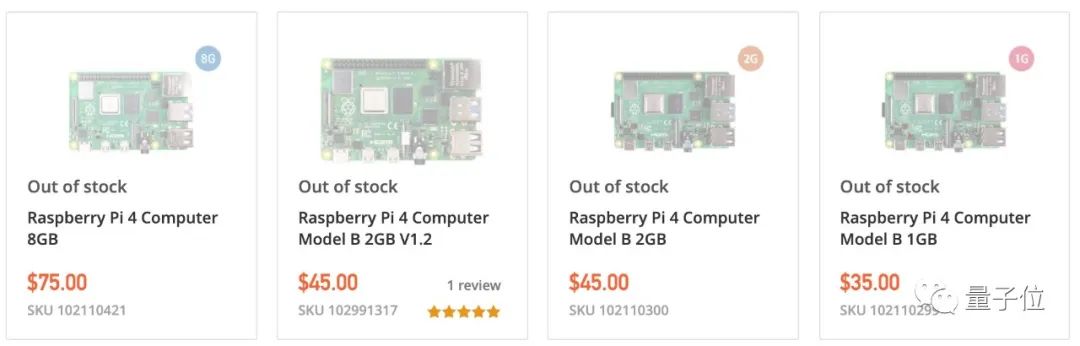 8G
Out of stock
Raspberry Pi 4 Computer
8GB
$75.00
SKU 102110421
Out of stock
Raspberry Pi 4 Computer
Model B 2GB V1.2
$45.00
1 review
SKU 102991317
2G
Out of stock
Raspberry Pi 4 Computer
Model B 2GB
$45.00
SKU 102110300
1G
Out of stock
Raspberry Pi 4 Computer
Model B 1GB
$35.00
SKU 102110299
量子位